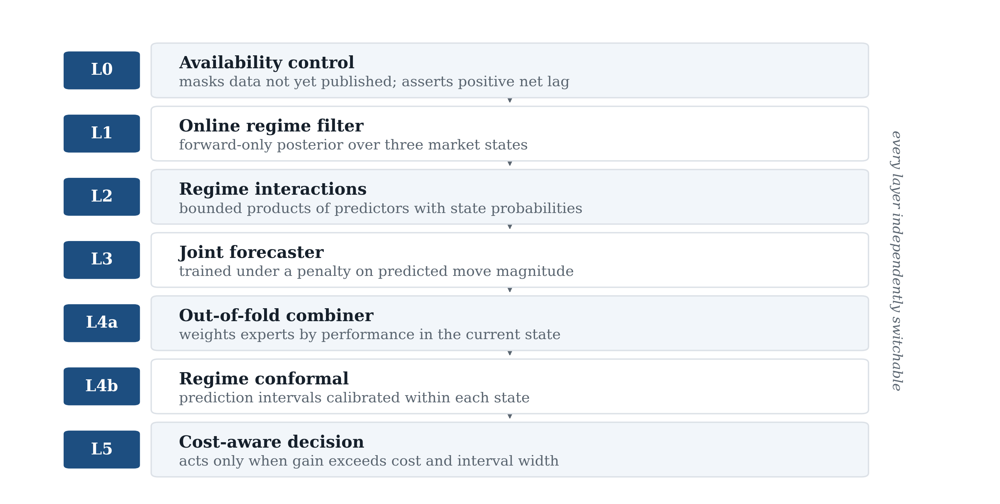 L0
Availability control
masks data not yet published; asserts positive net lag
L1
Online regime filter
forward-only posterior over three market states
L2
Regime interactions
bounded products of predictors with state probabilities
L3
Joint forecaster
trained under a penalty on predicted move magnitude
L4a
Out-of-fold combiner
weights experts by performance in the current state
L4b
Regime conformal
prediction intervals calibrated within each state
L5
Cost-aware decision
acts only when gain exceeds cost and interval width
every layer independently switchable